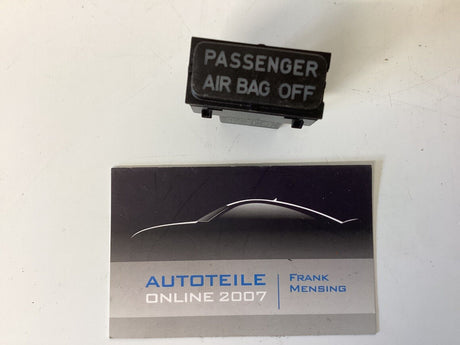 PASSENGER
AIR BAG OFF
AUTOTEILE
ONLINE 2007
FRANK
MENSING